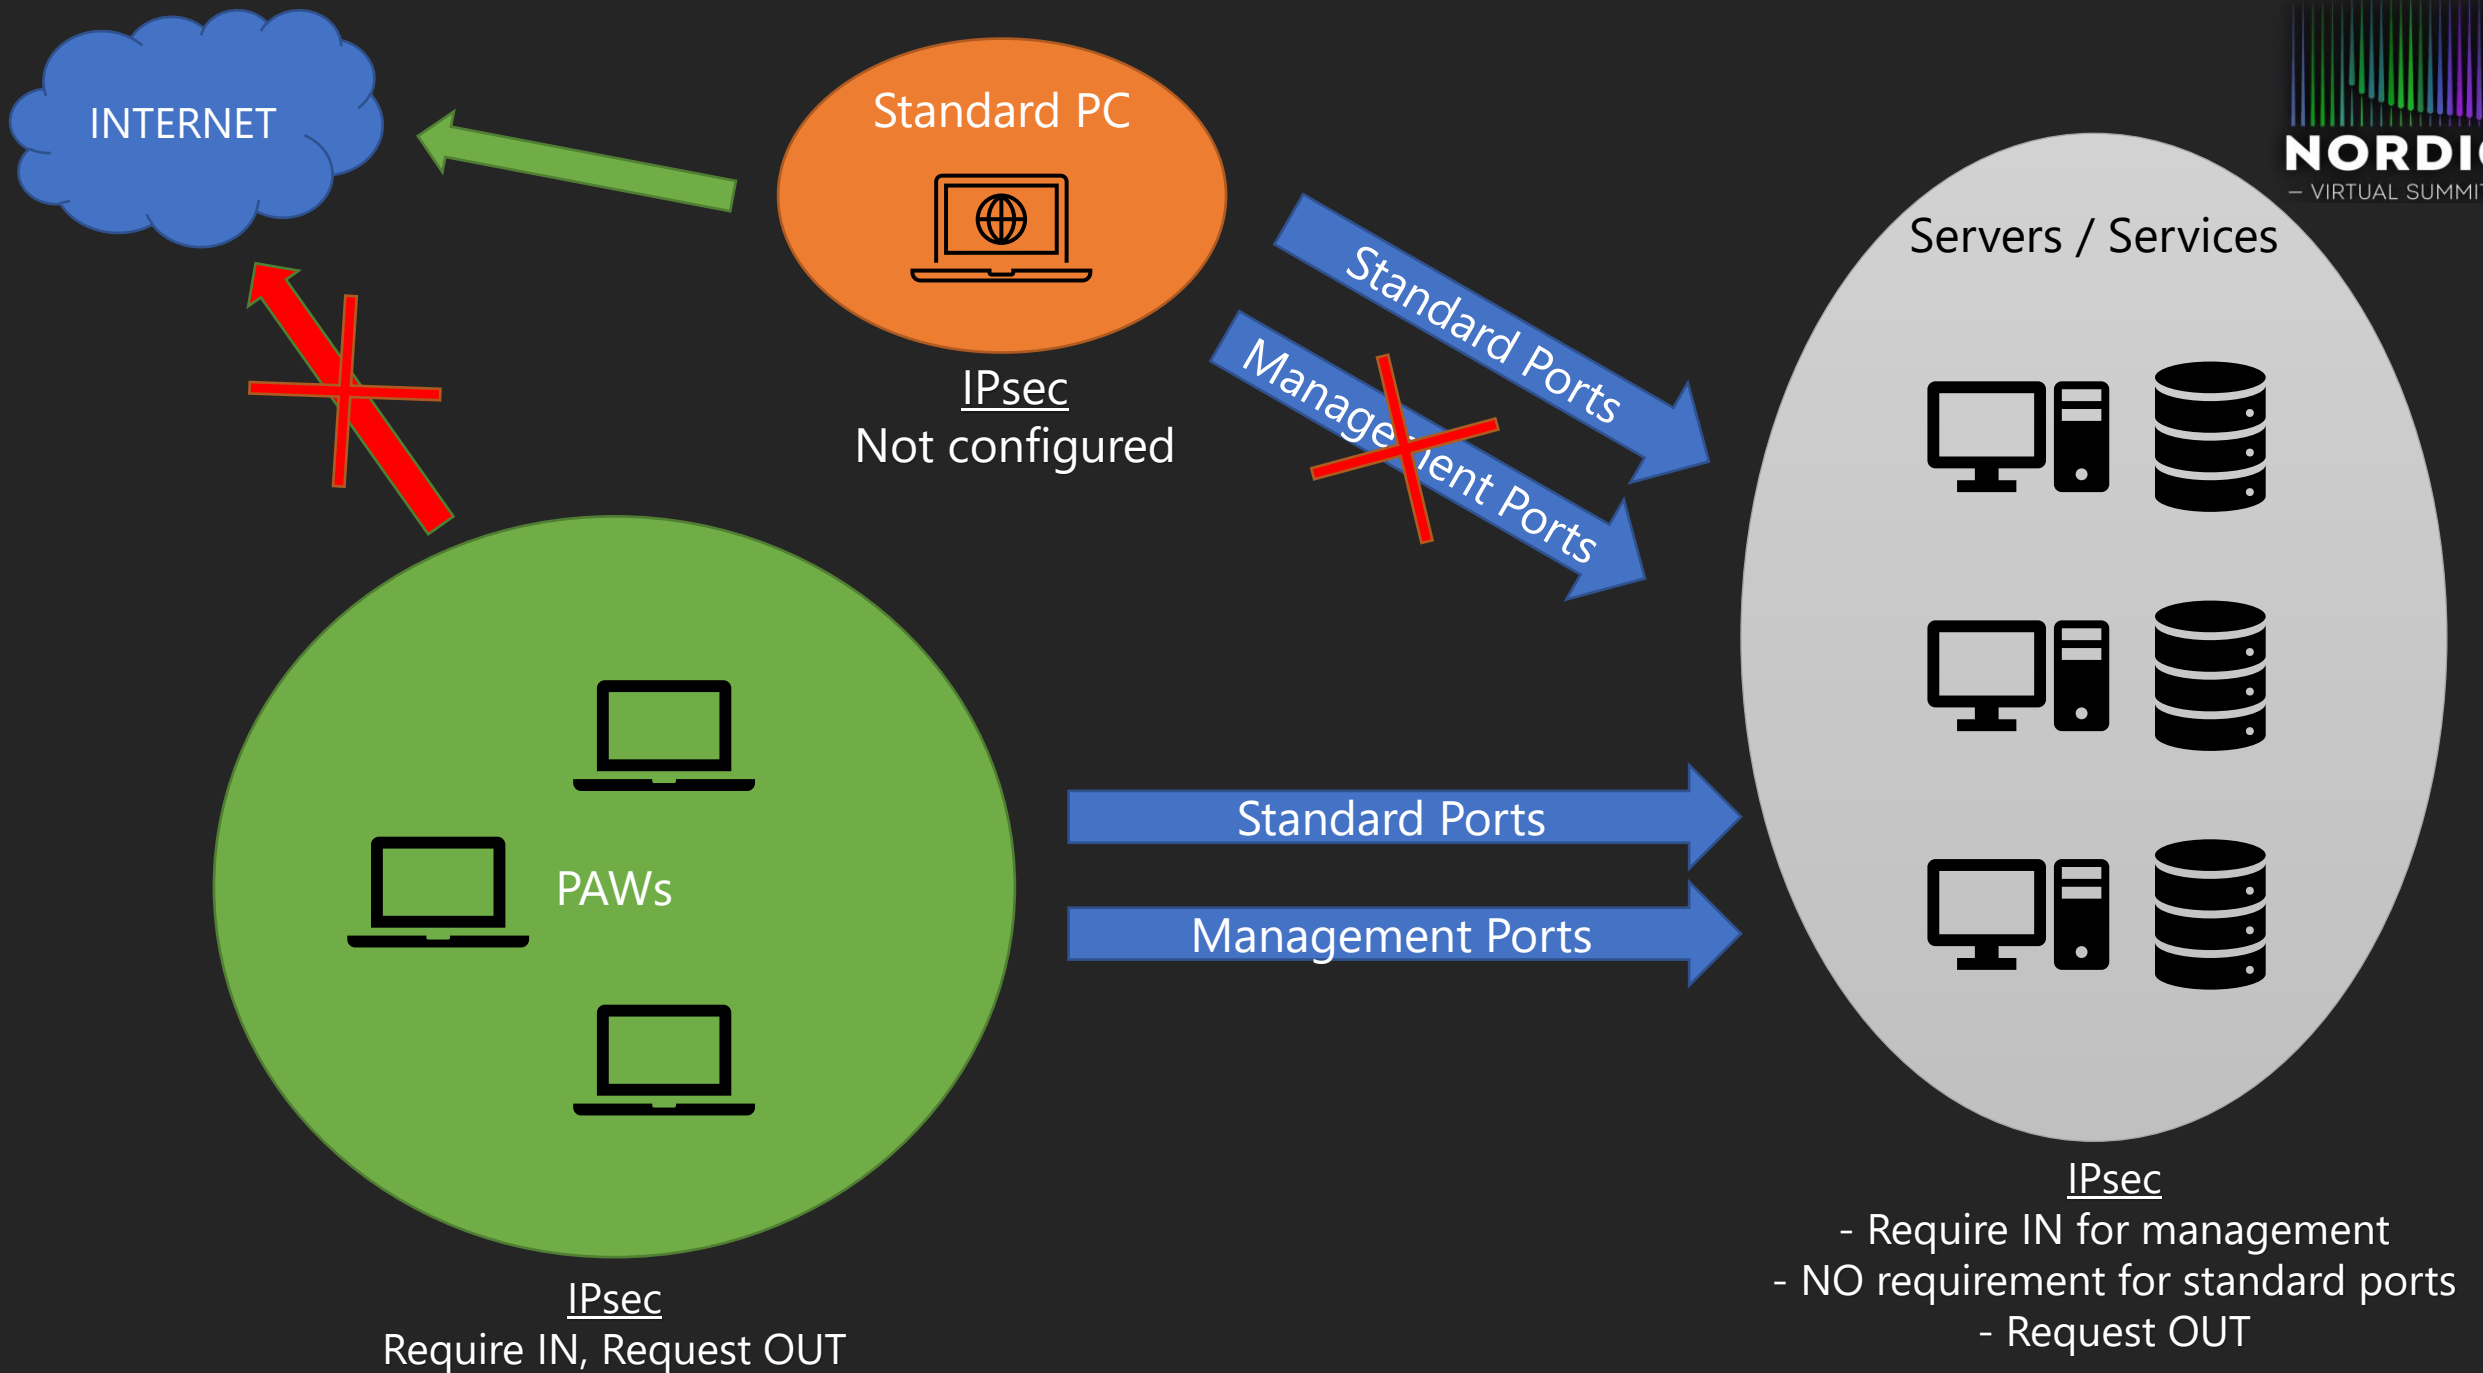 INTERNET
Standard PC
IPsec
Not configured
Standard Ports
Management Ports
NORDIC
– VIRTUAL SUMMIT
Servers / Services
PAWs
Standard Ports
Management Ports
IPsec
Require IN, Request OUT
IPsec
- Require IN for management
- NO requirement for standard ports
- Request OUT